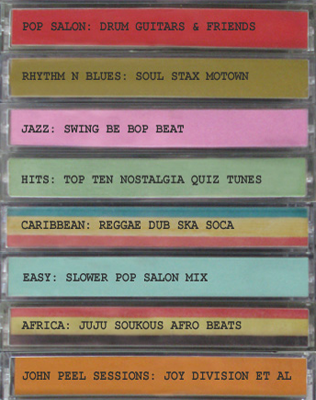 POP SALON: DRUM GUITARS & FRIENDS
RHYTHM N BLUES: SOUL STAX MOTOWN
JAZZ: SWING BE BOP BEAT
HITS: TOP TEN NOSTALGIA QUIZ TUNES
CARIBBEAN: REGGAE DUB SKA SOCA
EASY: SLOWER POP SALON MIX
AFRICA: JUJU SOUKOUS AFRO BEATS
JOHN PEEL SESSIONS: JOY DIVISION ET AL